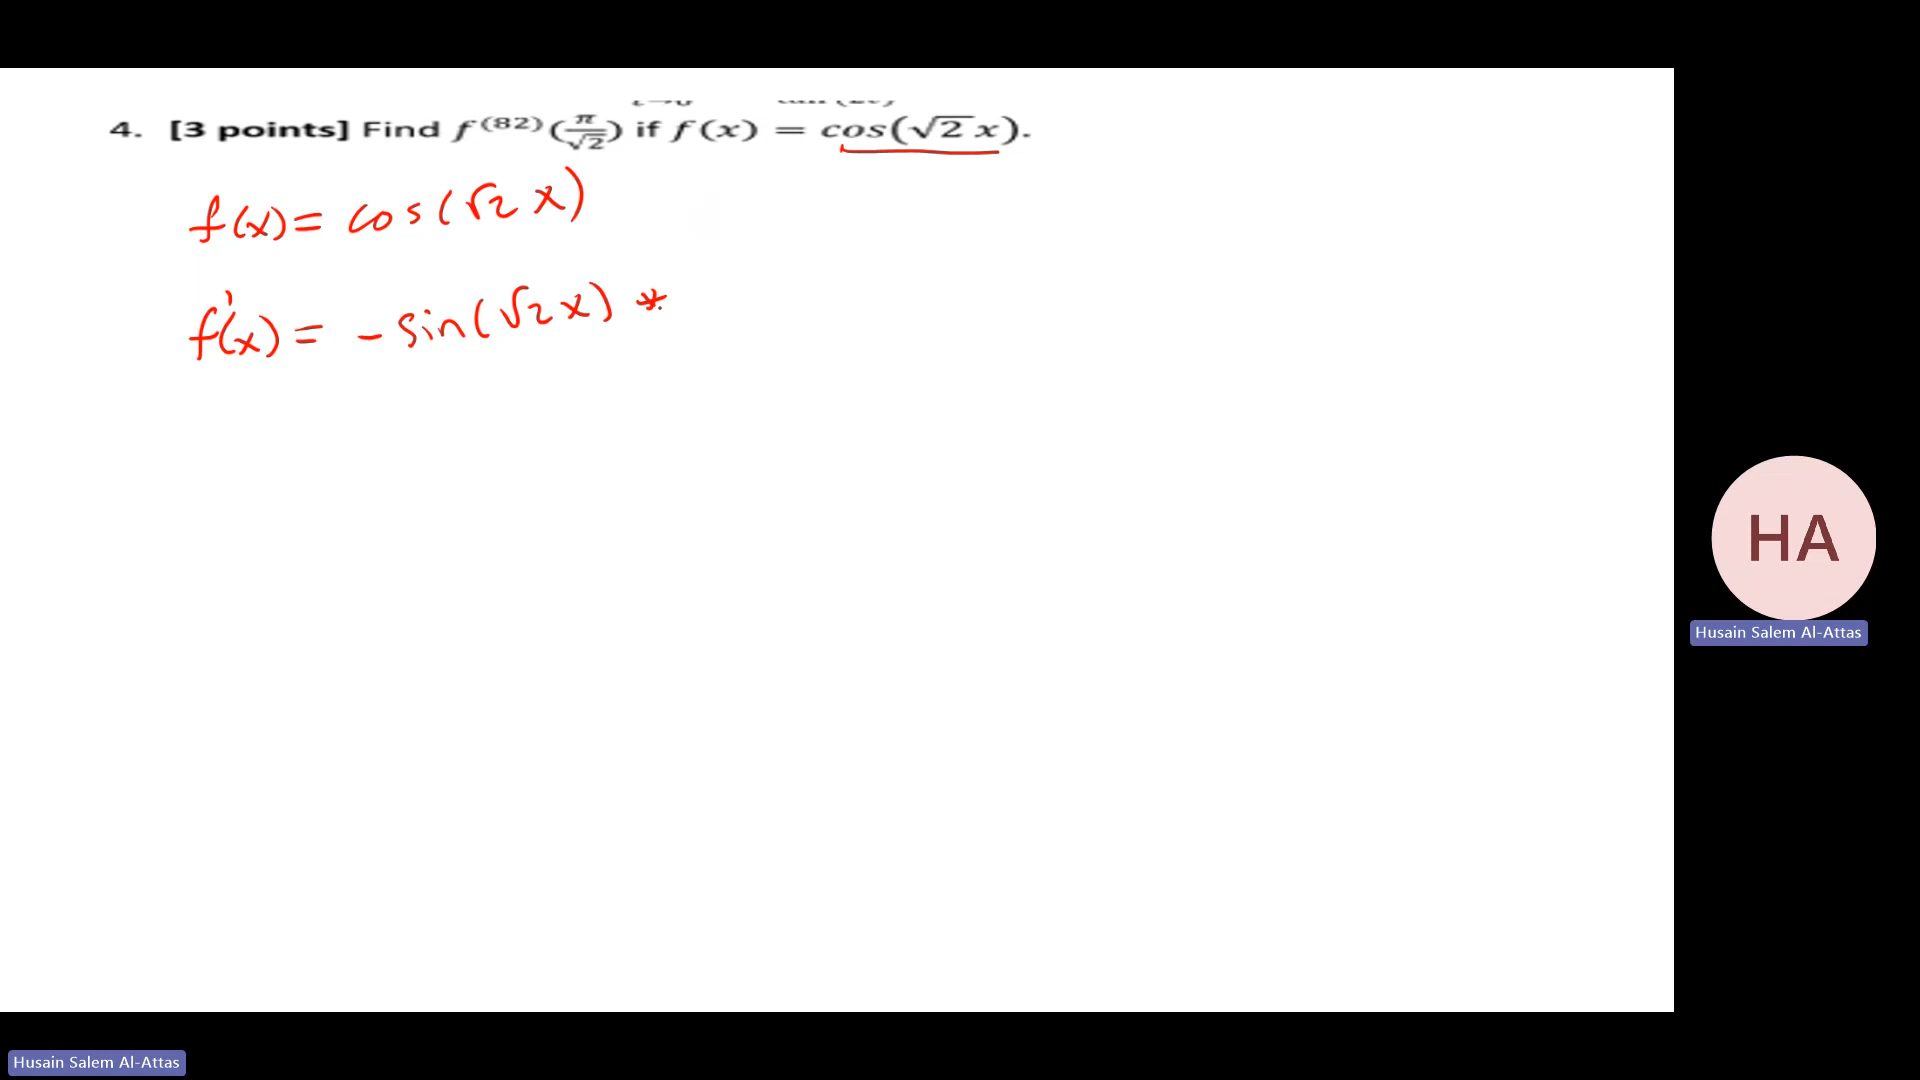 4. [3 points] Find f^(82)(π/√2) if f(x) = cos(√2 x).
f(x) = cos(√2 x)
f'(x) = - sin(√2 x) *
HA
Husain Salem Al-Attas
Husain Salem Al-Attas